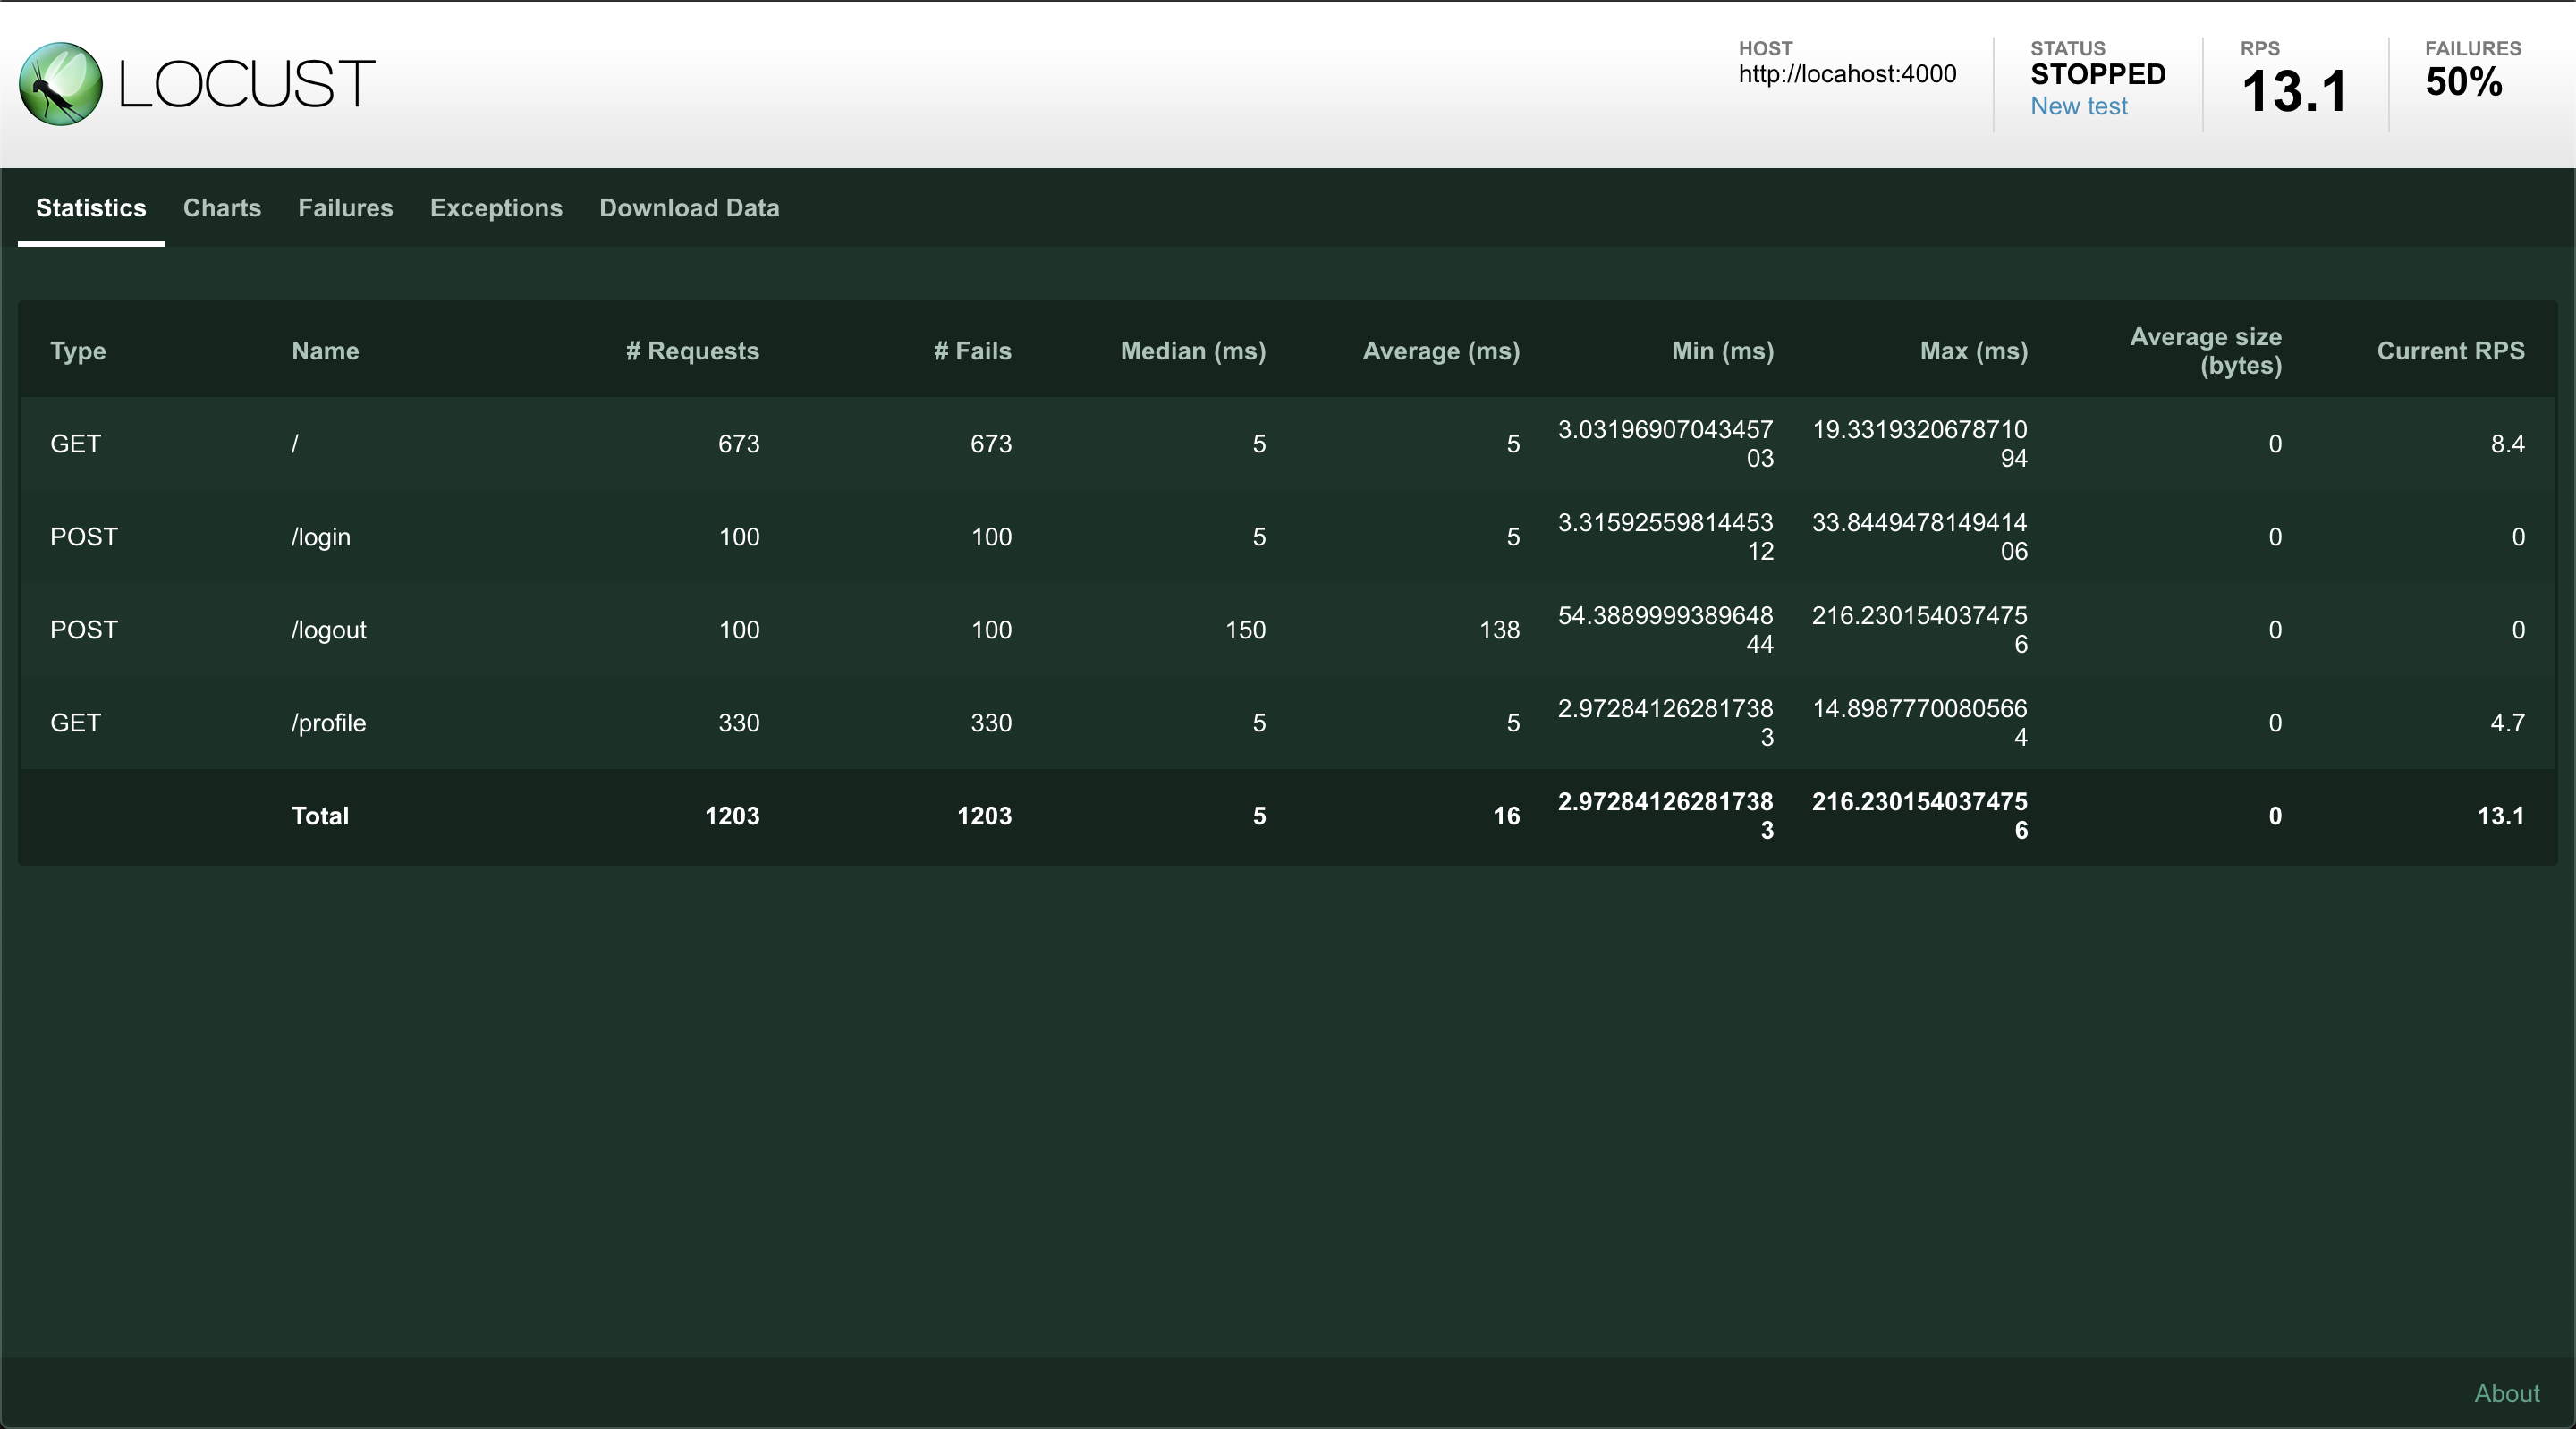 LOCUST
HOST
http://locahost:4000
STATUS
STOPPED
New test
RPS
13.1
FAILURES
50%
Statistics Charts Failures Exceptions Download Data
Type Name # Requests # Fails Median (ms) Average (ms) Min (ms) Max (ms) Average size (bytes) Current RPS
GET / 673 673 5 5 3.0319690704345703 19.331932067871094 0 8.4
POST /login 100 100 5 5 3.3159255981445312 33.844947814941406 0 0
POST /logout 100 100 150 138 54.388999938964844 216.2301540374756 0 0
GET /profile 330 330 5 5 2.972841262817383 14.89877700805664 0 4.7
Total 1203 1203 5 16 2.972841262817383 216.2301540374756 0 13.1
About